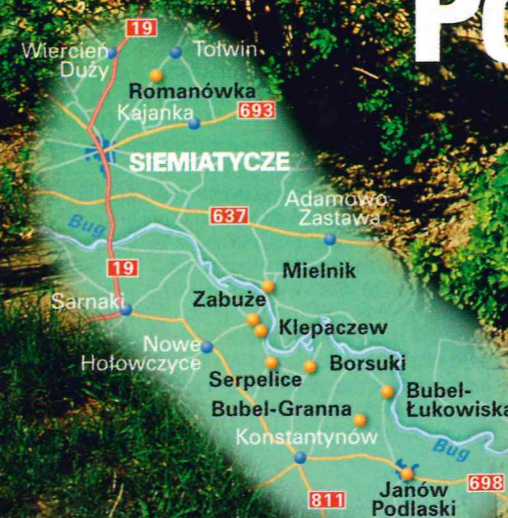 Po
19
Wiercień
Duży
Tołwin
Romanówka
Kajanka
693
SIEMIATYCZE
Adamowo-
Zastawa
637
Bug
19
Mielnik
Sarnaki
Zabuże
Klepaczew
Nowe
Hołowczyce
Serpelice
Borsuki
Bubel-
Łukowiska
Bubel-Granna
Konstantynów
Bug
698
Janów
Podlaski
811